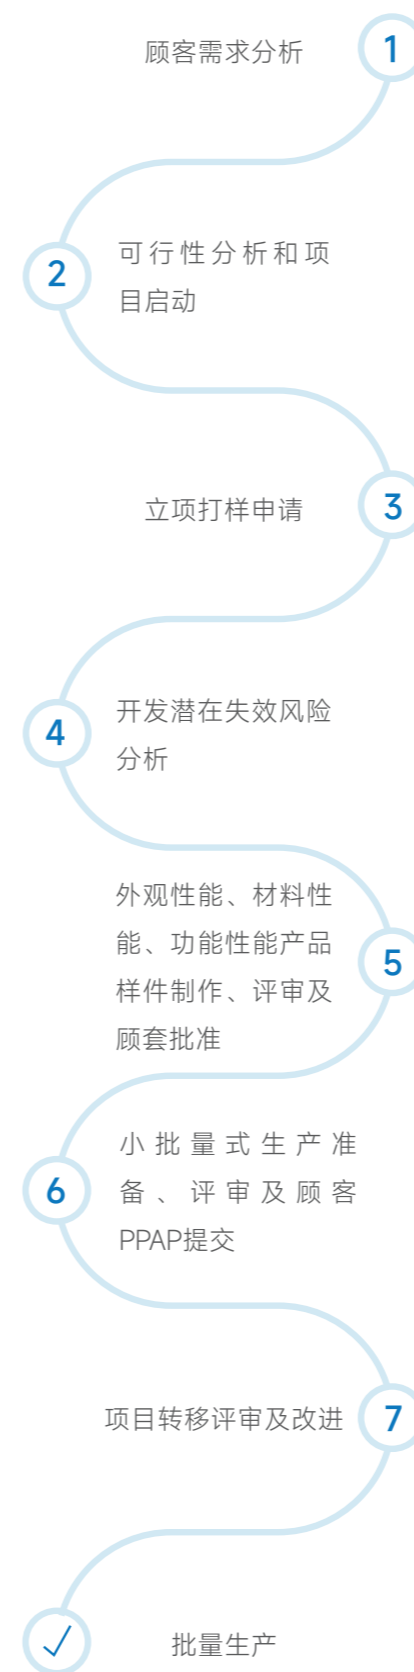 顾客需求分析
1
2
可行性分析和项
目启动
立项打样申请
3
4
开发潜在失效风险
分析
外观性能、材料性
能、功能性能产品
样件制作、评审及
顾套批准
5
6
小批量式生产准
备、评审及顾客
PPAP提交
项目转移评审及改进
7
批量生产